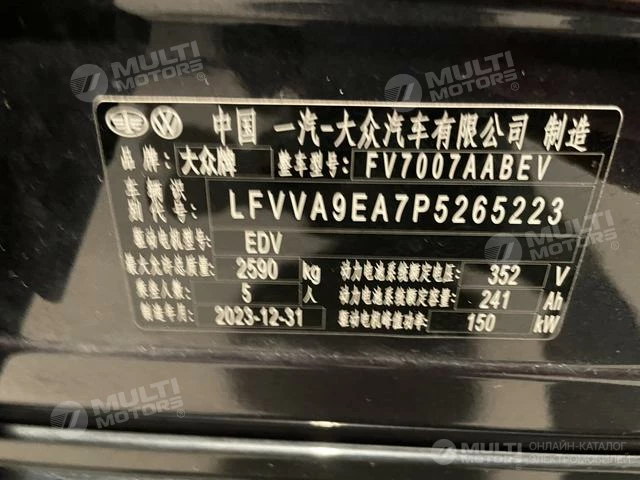 MULTI MOTORS MULTI MOTORS
中国 一汽-大众汽车有限公司 制造
品牌: 大众牌 整车型号: FV7007AABEV
车辆识别代号: LFVVA9EA7P5265223
驱动电机型号: EDV
最大允许总质量: 2590 kg 动力电池系统额定电压: 352 V
乘坐人数: 5 人 动力电池系统额定容量: 241 Ah
制造年月: 2023-12-31 驱动电机峰值功率: 150 kW
MULTI MOTORS
MULTI MOTORS MULTI MOTORS
MULTI MOTORS ОНЛАЙН-КАТАЛОГ ЭЛЕКТРОМОБИЛЕЙ